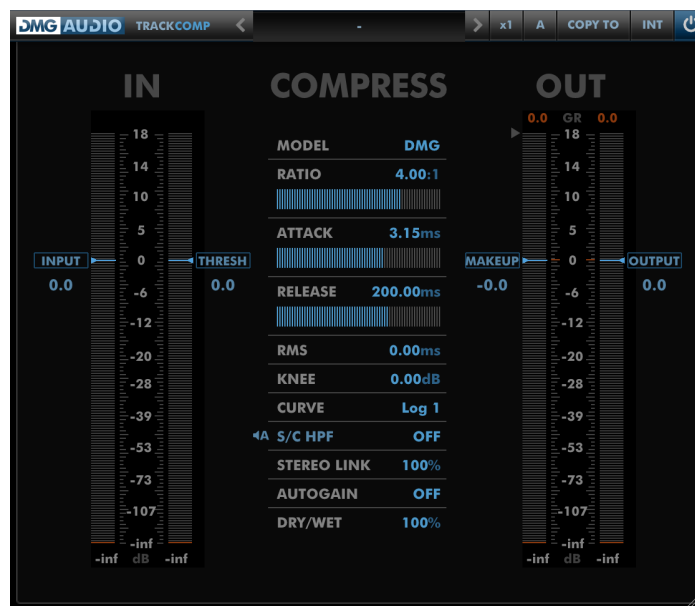 DMG AUDIO TRACKCOMP - x1 A COPY TO INT
IN COMPRESS OUT
0.0 GR 0.0
18 MODEL DMG 18
14 RATIO 4.00:1 14
10 10
5 ATTACK 3.15ms 5
INPUT 0 THRESH MAKEUP 0 OUTPUT
0.0 0.0 -0.0 0.0
-6 RELEASE 200.00ms -6
-12 -12
-20 RMS 0.00ms -20
-28 KNEE 0.00dB -28
-39 CURVE Log 1 -39
A S/C HPF OFF
-53 -53
STEREO LINK 100%
-73 -73
AUTOGAIN OFF
-107 -107
DRY/WET 100%
-inf -inf
-inf dB -inf -inf dB -inf